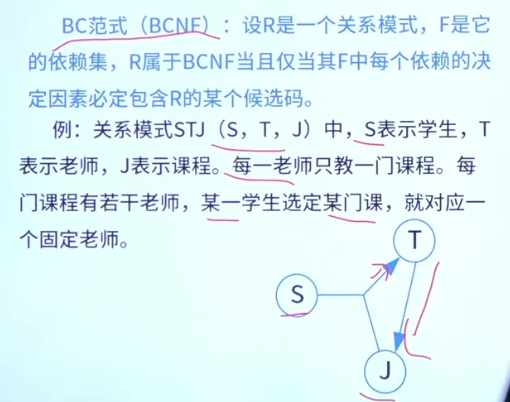 BC范式（BCNF）：设R是一个关系模式，F是它
的依赖集，R属于BCNF当且仅当其F中每个依赖的决
定因素必定包含R的某个候选码。
例：关系模式STJ（S，T，J）中，S表示学生，T
表示老师，J表示课程。每一老师只教一门课程。每
门课程有若干老师，某一学生选定某门课，就对应一
个固定老师。
T
S
J